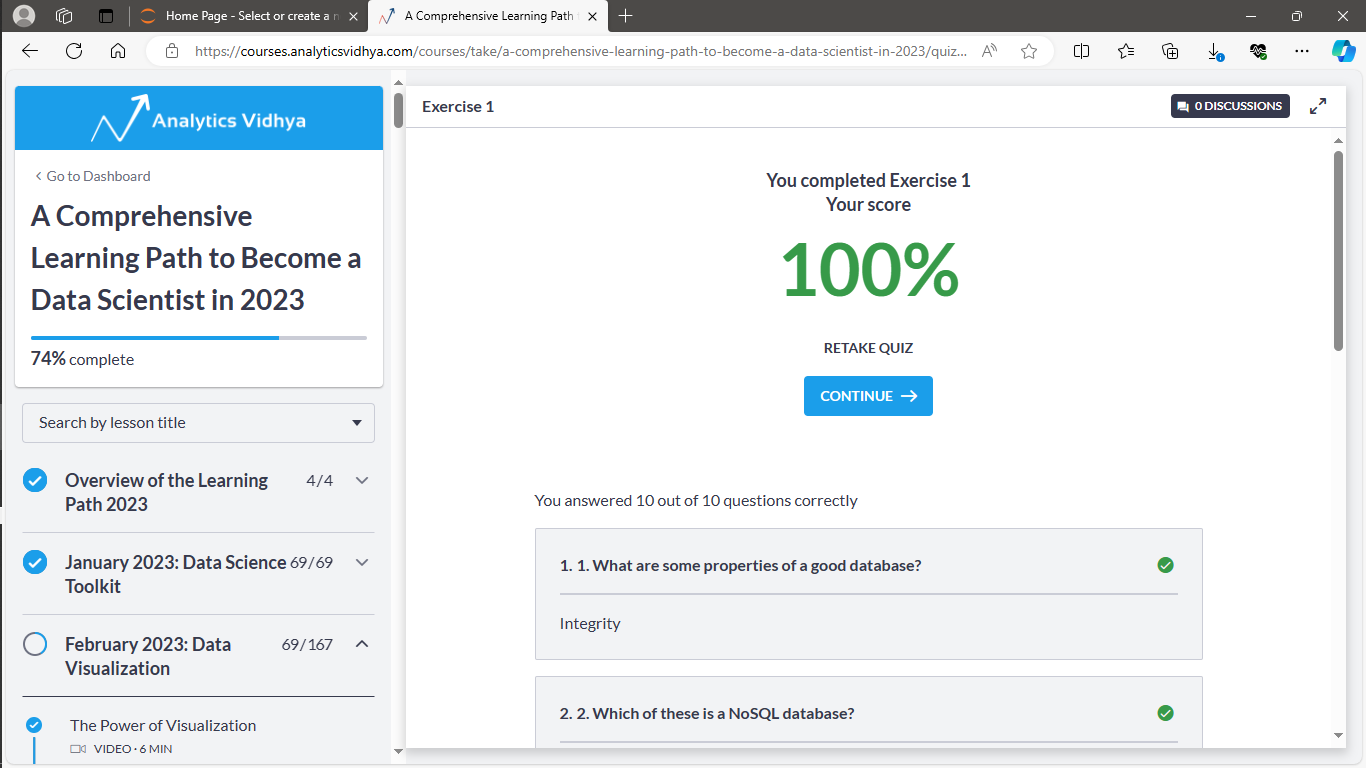 Home Page - Select or create a n
A Comprehensive Learning Path
https://courses.analyticsvidhya.com/courses/take/a-comprehensive-learning-path-to-become-a-data-scientist-in-2023/quiz...
Analytics Vidhya
Go to Dashboard
A Comprehensive
Learning Path to Become a
Data Scientist in 2023
74% complete
Search by lesson title
Overview of the Learning 4/4
Path 2023
January 2023: Data Science 69/69
Toolkit
February 2023: Data 69/167
Visualization
The Power of Visualization
VIDEO · 6 MIN
Exercise 1
0 DISCUSSIONS
You completed Exercise 1
Your score
100%
RETAKE QUIZ
CONTINUE
You answered 10 out of 10 questions correctly
1. 1. What are some properties of a good database?
Integrity
2. 2. Which of these is a NoSQL database?